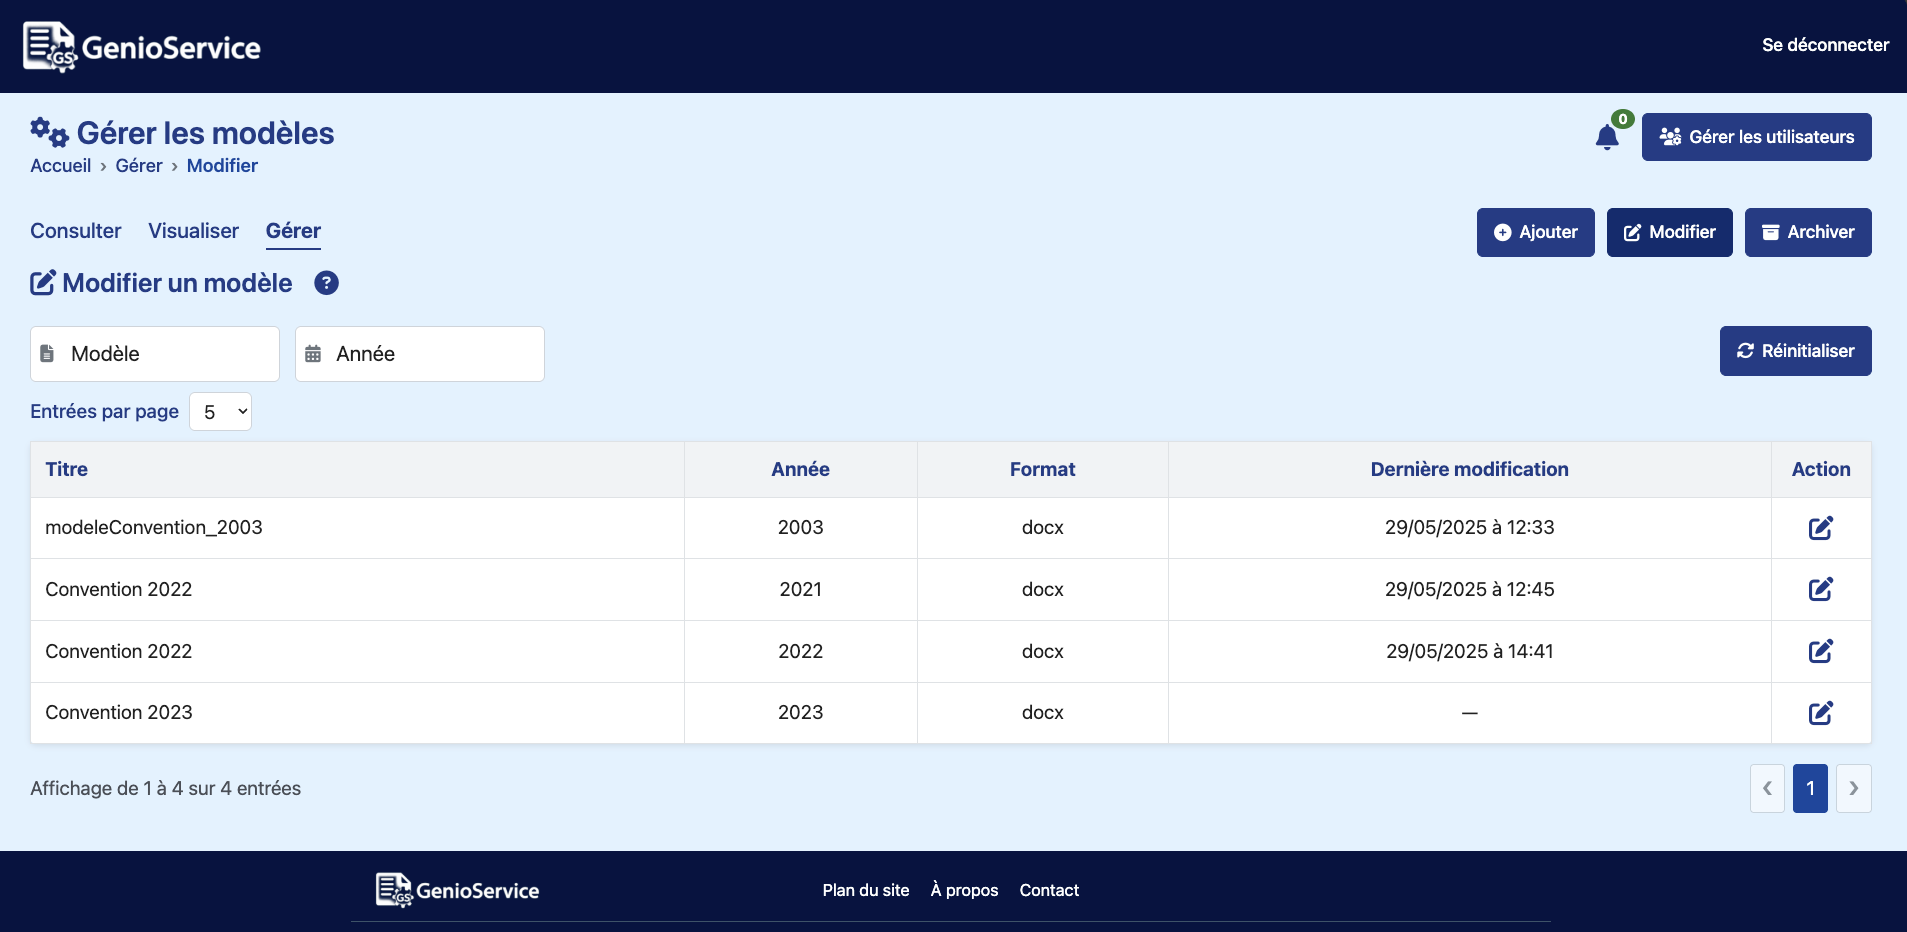 GenioService
Se déconnecter
Gérer les modèles
0
Gérer les utilisateurs
Accueil › Gérer › Modifier
Consulter Visualiser Gérer
Ajouter Modifier Archiver
Modifier un modèle ?
Modèle Année
Réinitialiser
Entrées par page 5
Titre Année Format Dernière modification Action
modeleConvention_2003 2003 docx 29/05/2025 à 12:33
Convention 2022 2021 docx 29/05/2025 à 12:45
Convention 2022 2022 docx 29/05/2025 à 14:41
Convention 2023 2023 docx —
Affichage de 1 à 4 sur 4 entrées
‹ 1 ›
GenioService
Plan du site À propos Contact